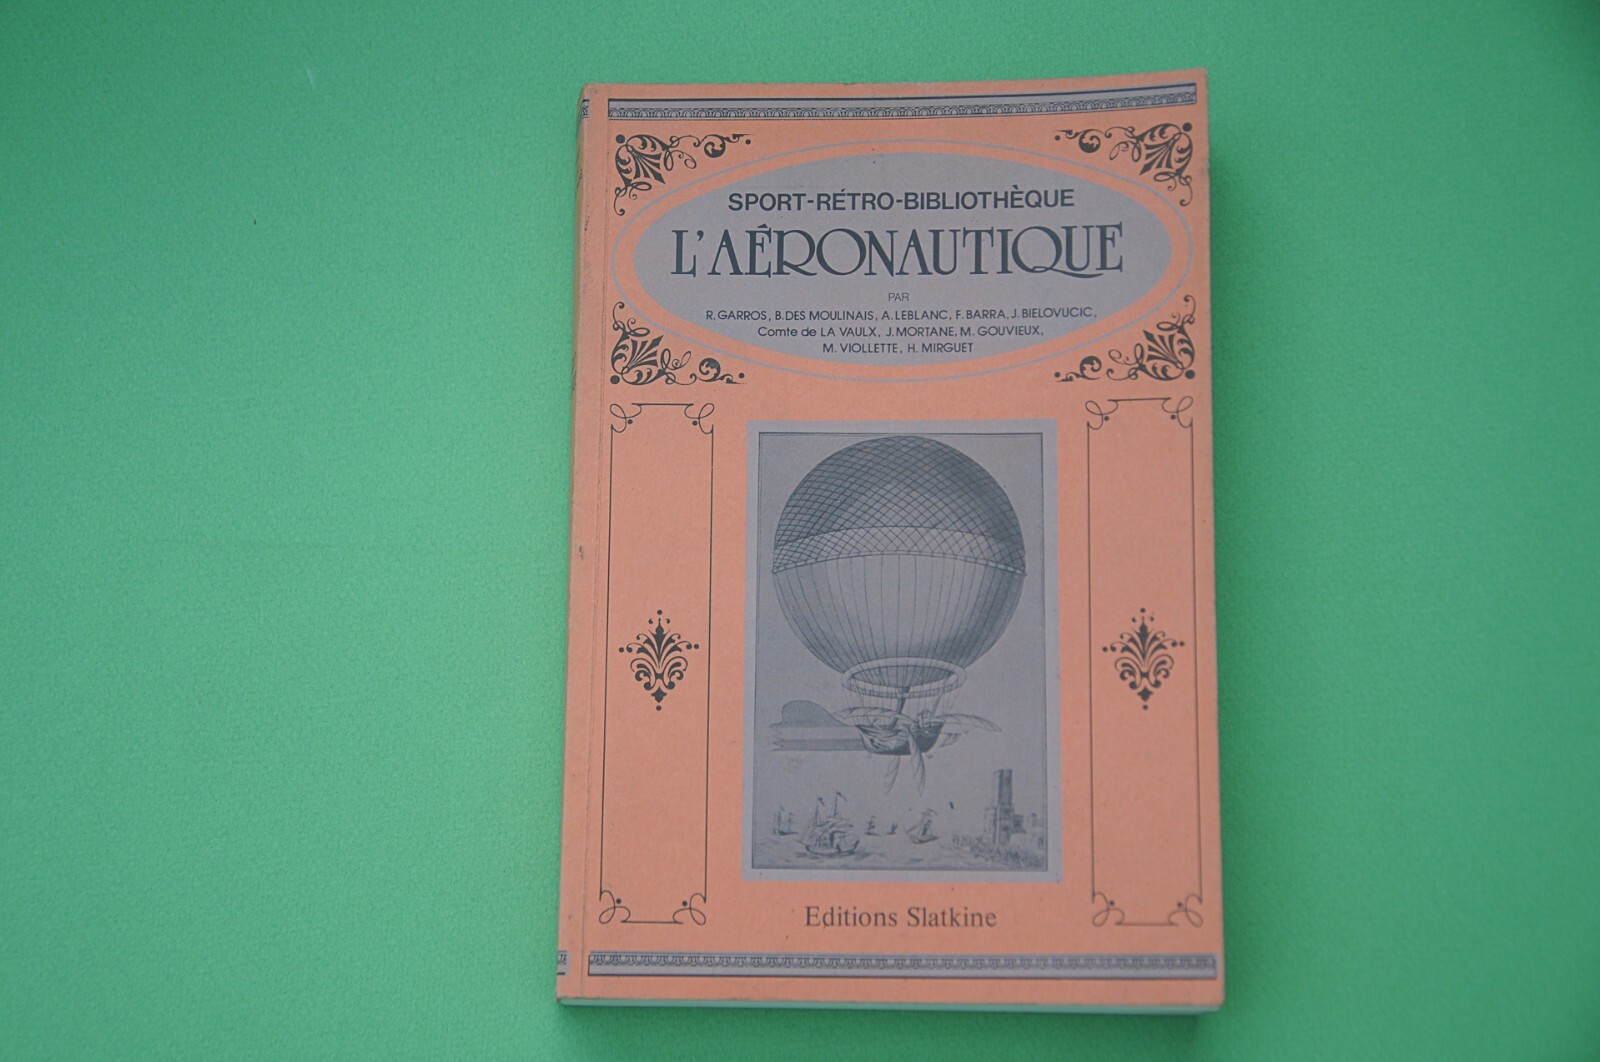 SPORT-RÉTRO-BIBLIOTHÈQUE
L'AÉRONAUTIQUE
PAR
R. GARROS, B. DES MOULINAIS, A. LEBLANC, F. BARRA, J. BIELOVUCIC,
Comte de LA VAULX, J. MORTANE, M. GOUVIEUX,
M. VIOLLETTE, H. MIRGUET
Editions Slatkine